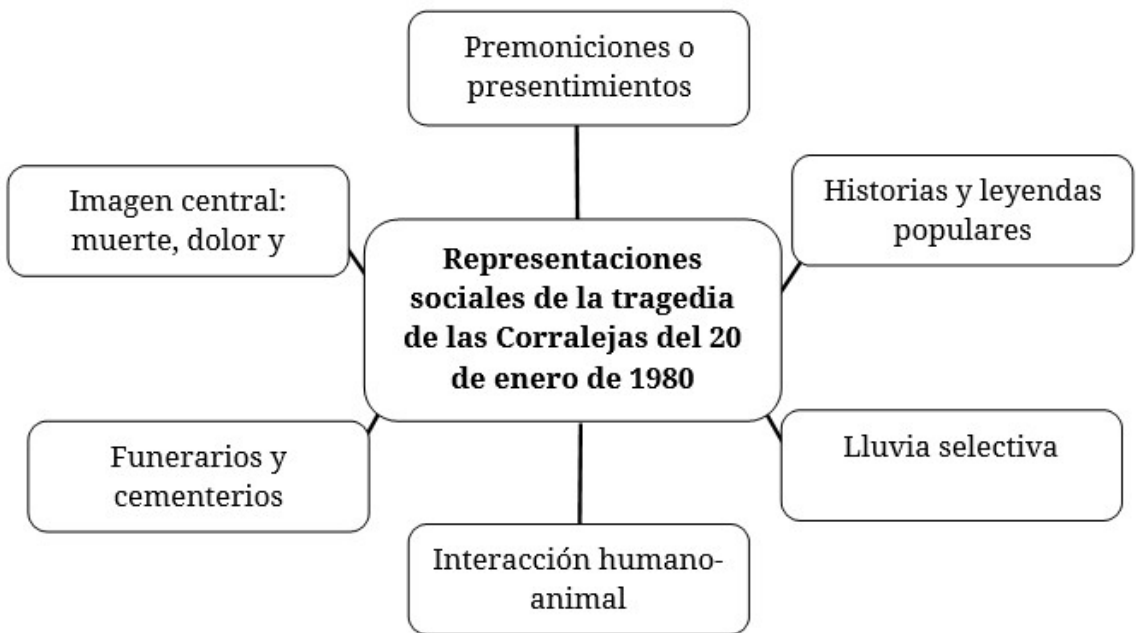 Premoniciones o
presentimientos
Imagen central:
muerte, dolor y
Historias y leyendas
populares
Representaciones
sociales de la tragedia
de las Corralejas del 20
de enero de 1980
Funerarios y
cementerios
Lluvia selectiva
Interacción humano-
animal